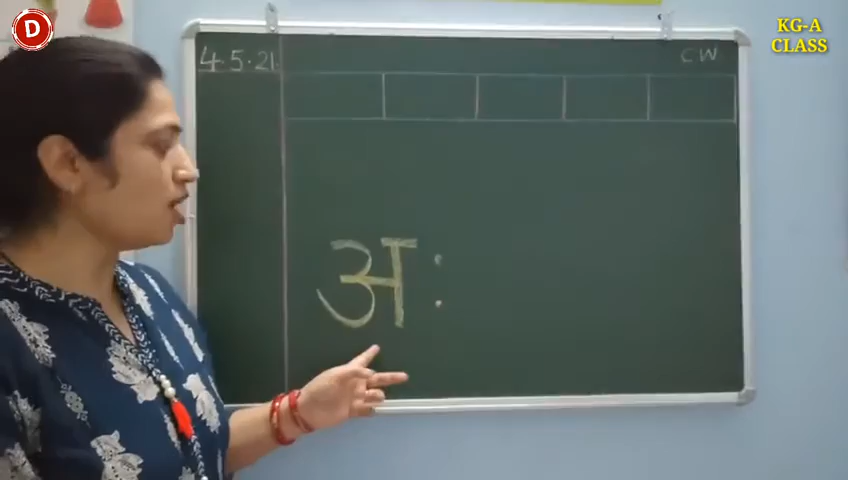 D
KG-A
CLASS
4.5.21
CW
अः